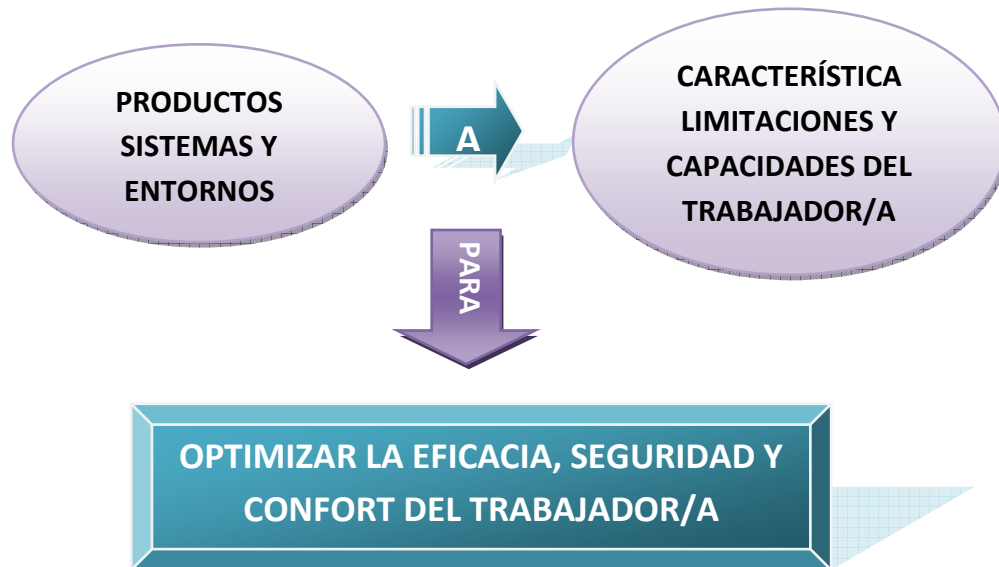 PRODUCTOS
SISTEMAS Y
ENTORNOS
A
CARACTERÍSTICA
LIMITACIONES Y
CAPACIDADES DEL
TRABAJADOR/A
PARA
OPTIMIZAR LA EFICACIA, SEGURIDAD Y
CONFORT DEL TRABAJADOR/A